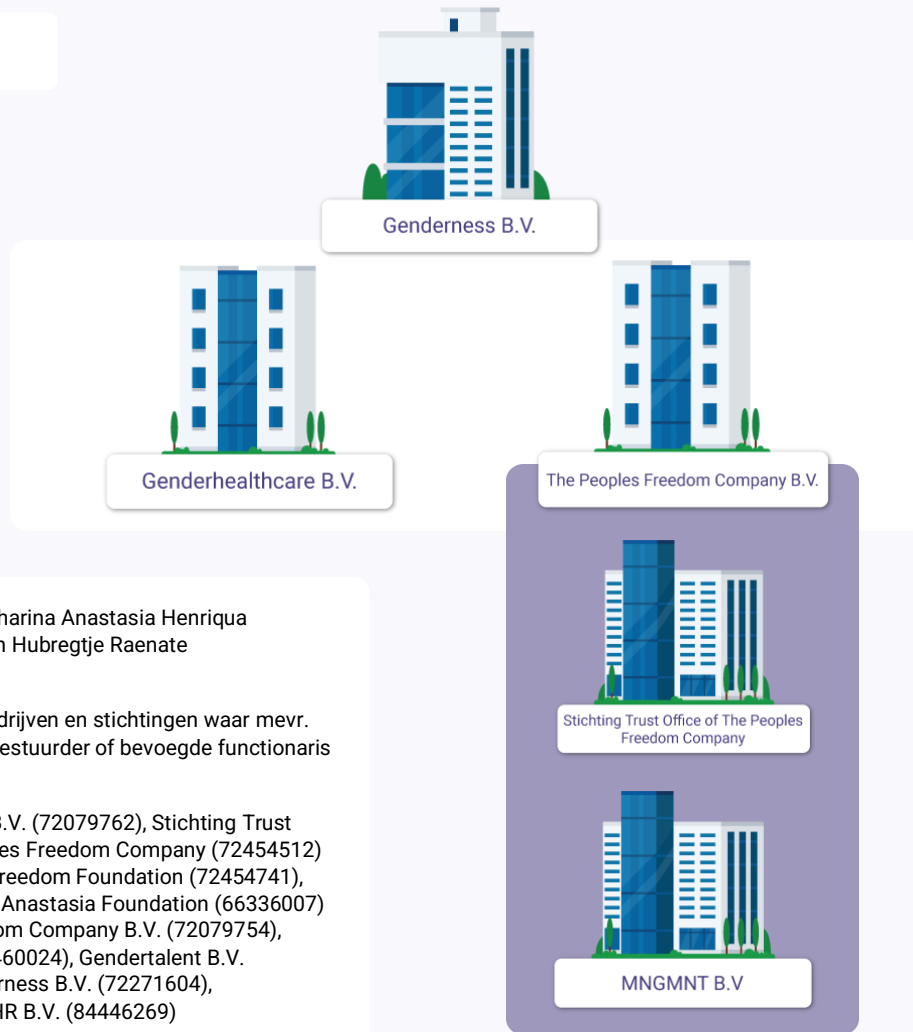 Genderness B.V.
Genderhealthcare B.V.
The Peoples Freedom Company B.V.
Stichting Trust Office of The Peoples
Freedom Company
MNGMNT B.V
harina Anastasia Henriqua
n Hubregtje Raenate
drijven en stichtingen waar mevr.
estuurder of bevoegde functionaris
B.V. (72079762), Stichting Trust
es Freedom Company (72454512)
reedom Foundation (72454741),
Anastasia Foundation (66336007)
om Company B.V. (72079754),
460024), Gendertalent B.V.
rness B.V. (72271604),
HR B.V. (84446269)